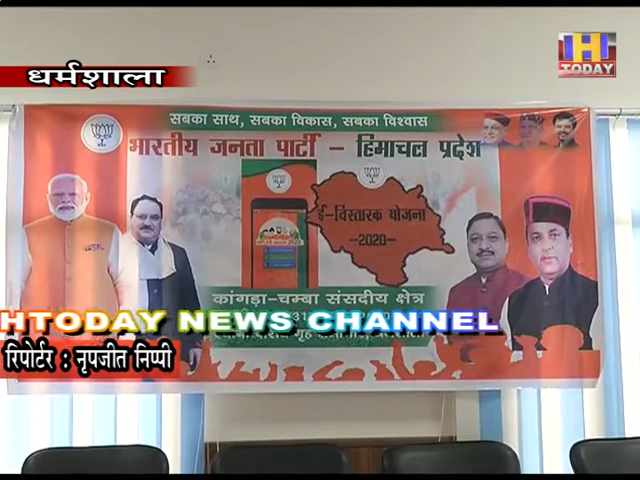 H
TODAY
धर्मशाला
सबका साथ, सबका विकास, सबका विश्वास
भारतीय जनता पार्टी - हिमाचल प्रदेश
ई-विस्तारक योजना
-2020-
कांगड़ा-चम्बा संसदीय क्षेत्र
31
HTODAY NEWS CHANNEL
रिपोर्टर : नृपजीत निप्पी